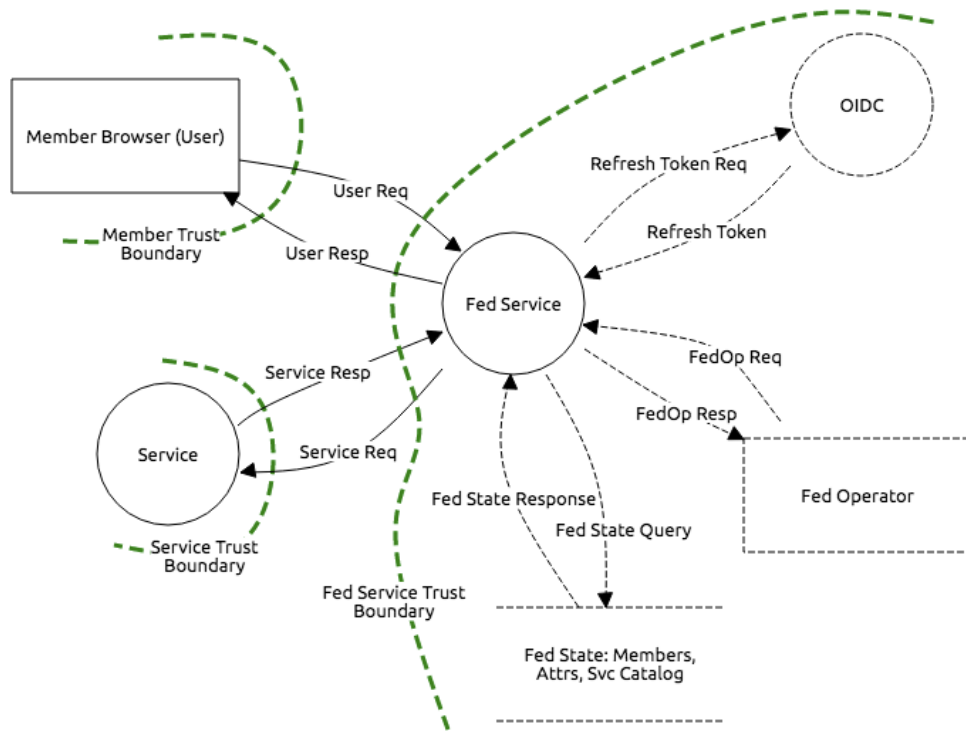 OIDC
Member Browser (User)
Refresh Token Req
User Req
Member Trust
Boundary
User Resp
Refresh Token
Fed Service
FedOp Req
Service Resp
FedOp Resp
Service
Service Req
Fed State Response
Fed Operator
Fed State Query
Service Trust
Boundary
Fed Service Trust
Boundary
Fed State: Members,
Attrs, Svc Catalog